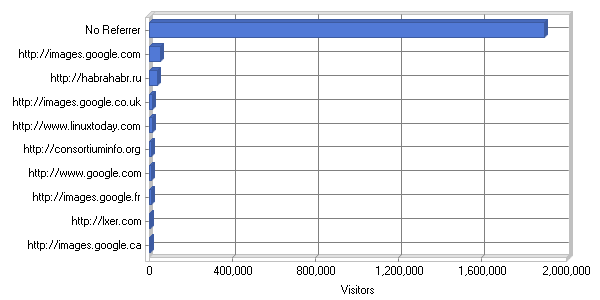 No Referrer
http://images.google.com
http://habrahabr.ru
http://images.google.co.uk
http://www.linuxtoday.com
http://consortiuminfo.org
http://www.google.com
http://images.google.fr
http://lxer.com
http://images.google.ca
0 400,000 800,000 1,200,000 1,600,000 2,000,000
Visitors